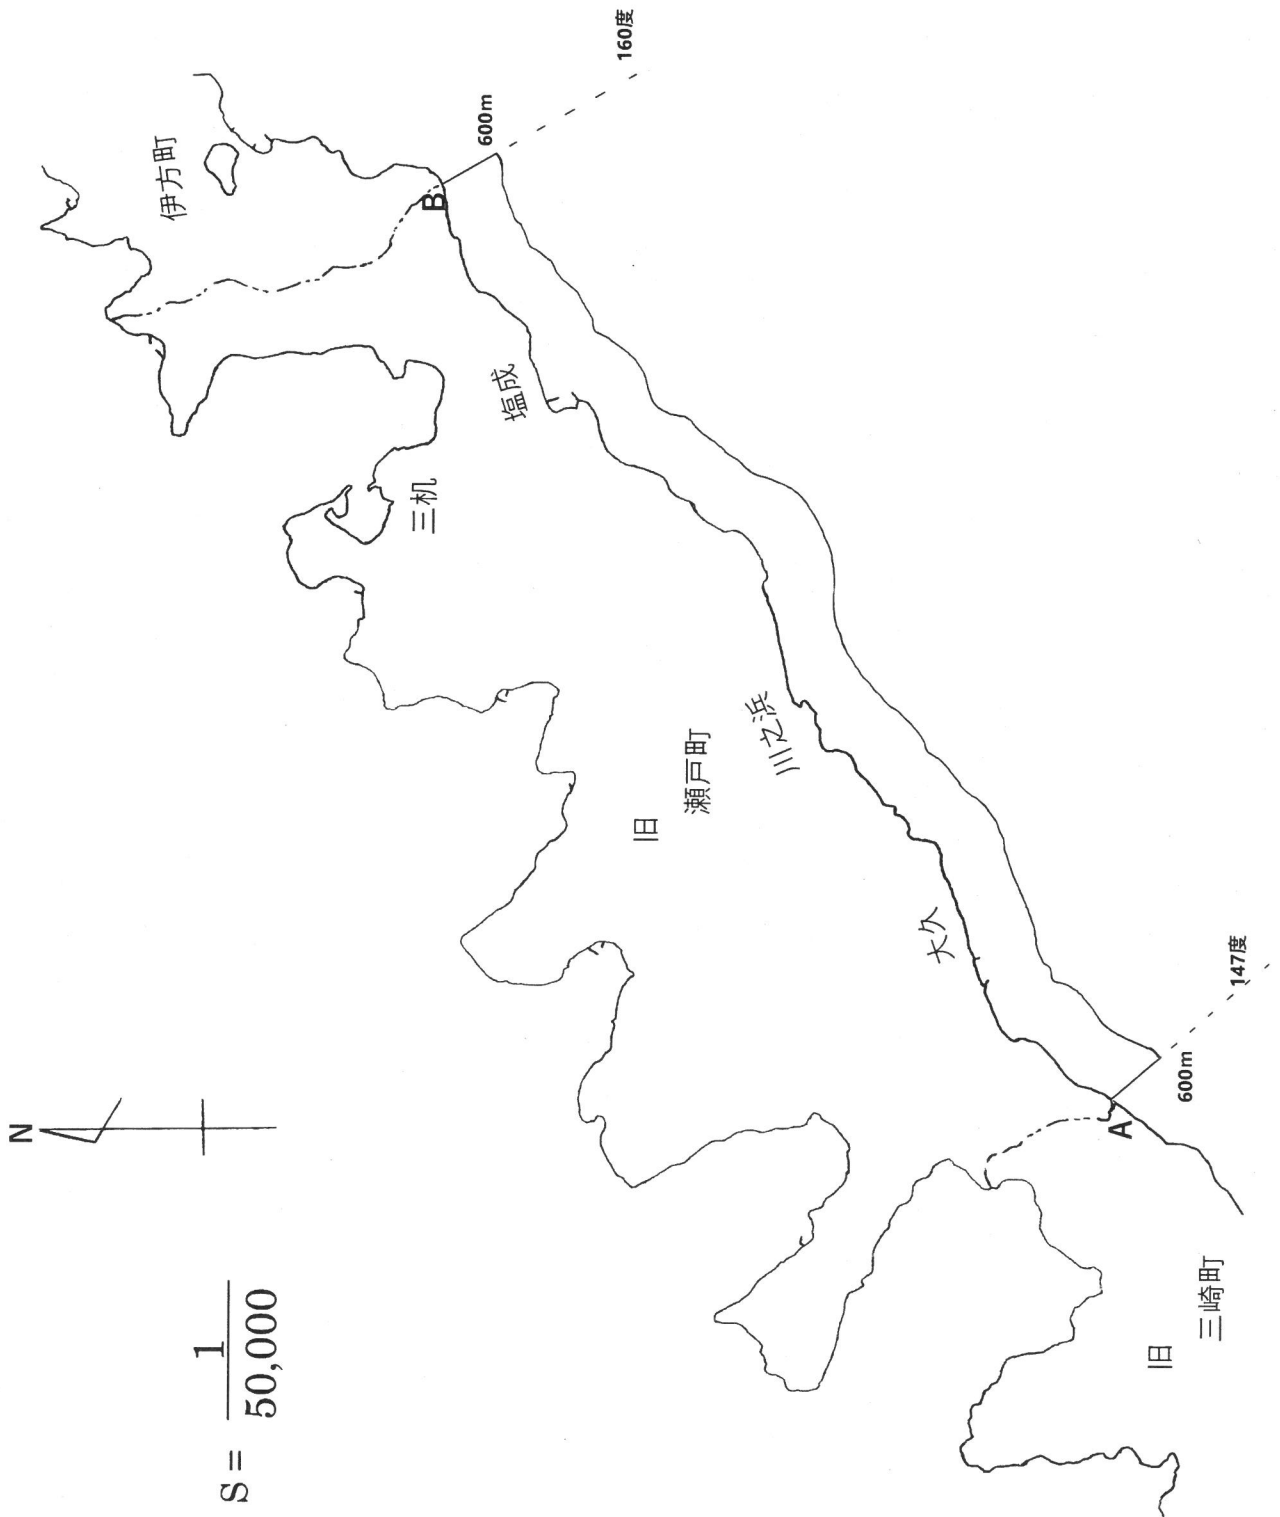 N
S= 1/50,000
伊方町
160度
600m
B
塩成
三机
川之浜
旧
瀬戸町
大久
147度
600m
A
旧
三崎町